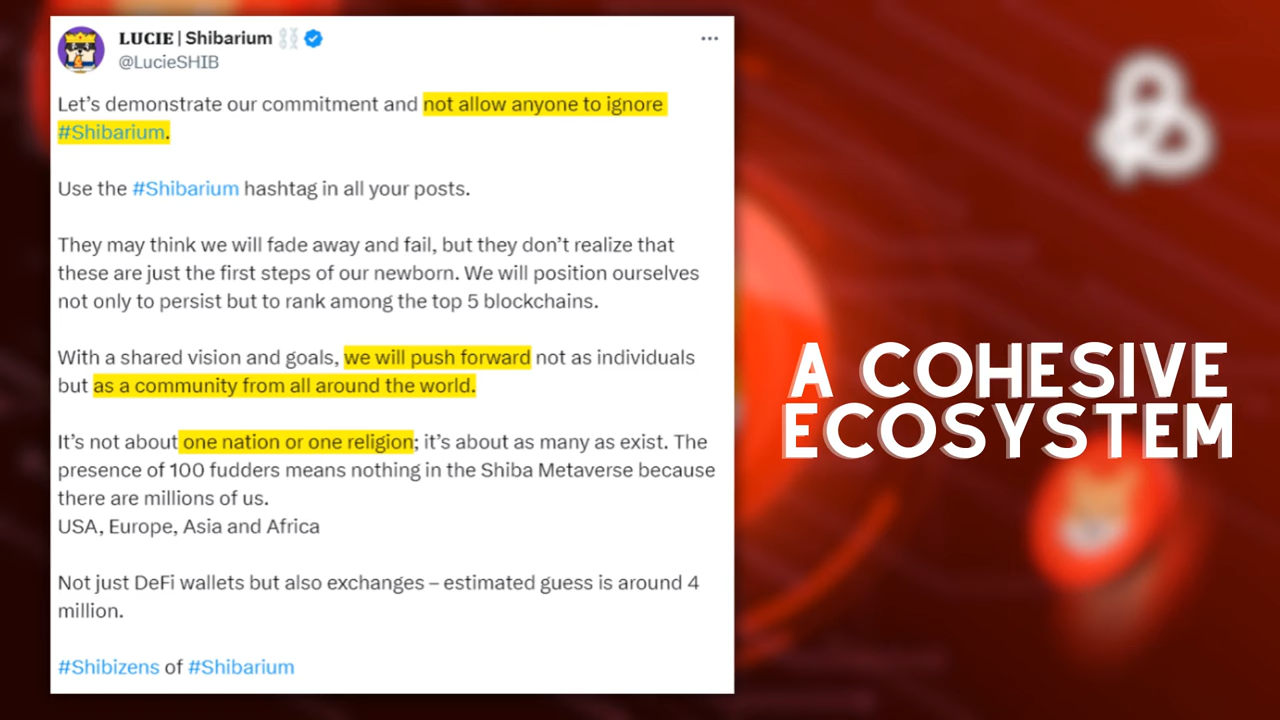 LUCIE | Shibarium
@LucieSHIB
Let’s demonstrate our commitment and not allow anyone to ignore
#Shibarium.
Use the #Shibarium hashtag in all your posts.
They may think we will fade away and fail, but they don’t realize that
these are just the first steps of our newborn. We will position ourselves
not only to persist but to rank among the top 5 blockchains.
With a shared vision and goals, we will push forward not as individuals
but as a community from all around the world.
It’s not about one nation or one religion; it’s about as many as exist. The
presence of 100 fudders means nothing in the Shiba Metaverse because
there are millions of us.
USA, Europe, Asia and Africa
Not just DeFi wallets but also exchanges – estimated guess is around 4
million.
#Shibizens of #Shibarium
A COHESIVE
ECOSYSTEM